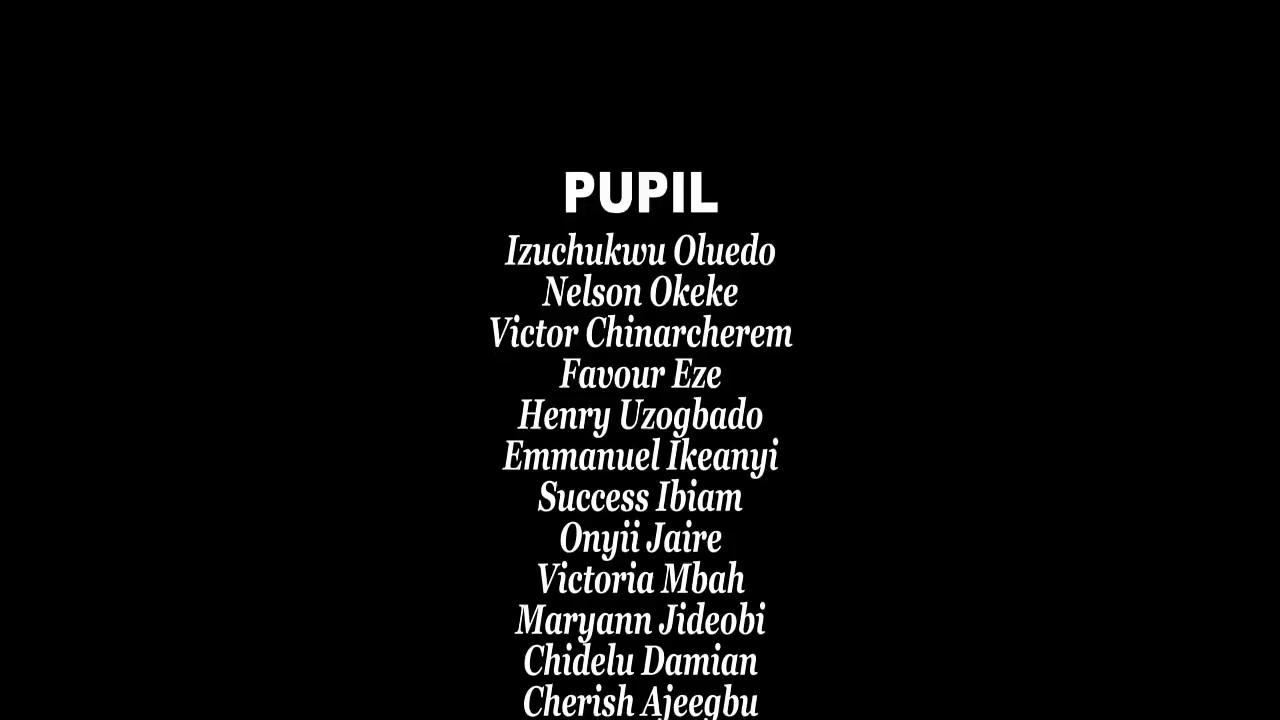 PUPIL
Izuchukwu Oluedo
Nelson Okeke
Victor Chinarcherem
Favour Eze
Henry Uzogbado
Emmanuel Ikeanyi
Success Ibiam
Onyii Jaire
Victoria Mbah
Maryann Jideobi
Chidelu Damian
Cherish Ajeegbu